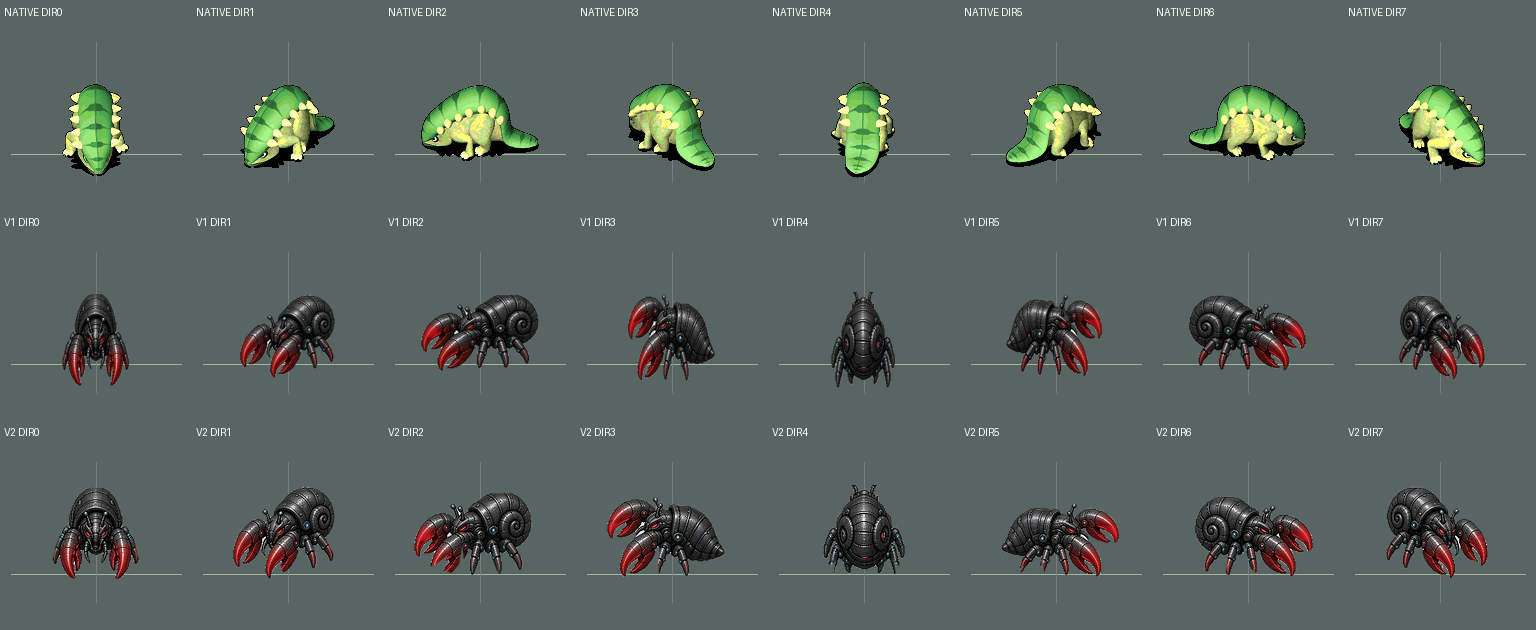 NATIVE DIR0
NATIVE DIR1
NATIVE DIR2
NATIVE DIR3
NATIVE DIR4
NATIVE DIR5
NATIVE DIR6
NATIVE DIR7
V1 DIR0
V1 DIR1
V1 DIR2
V1 DIR3
V1 DIR4
V1 DIR5
V1 DIR6
V1 DIR7
V2 DIR0
V2 DIR1
V2 DIR2
V2 DIR3
V2 DIR4
V2 DIR5
V2 DIR6
V2 DIR7